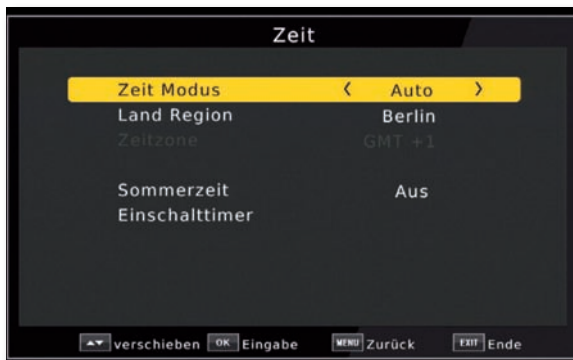 Zeit
Zeit Modus < Auto >
Land Region Berlin
Zeitzone GMT +1
Sommerzeit Aus
Einschalttimer
▲▼ verschieben OK Eingabe MENU Zurück EXIT Ende